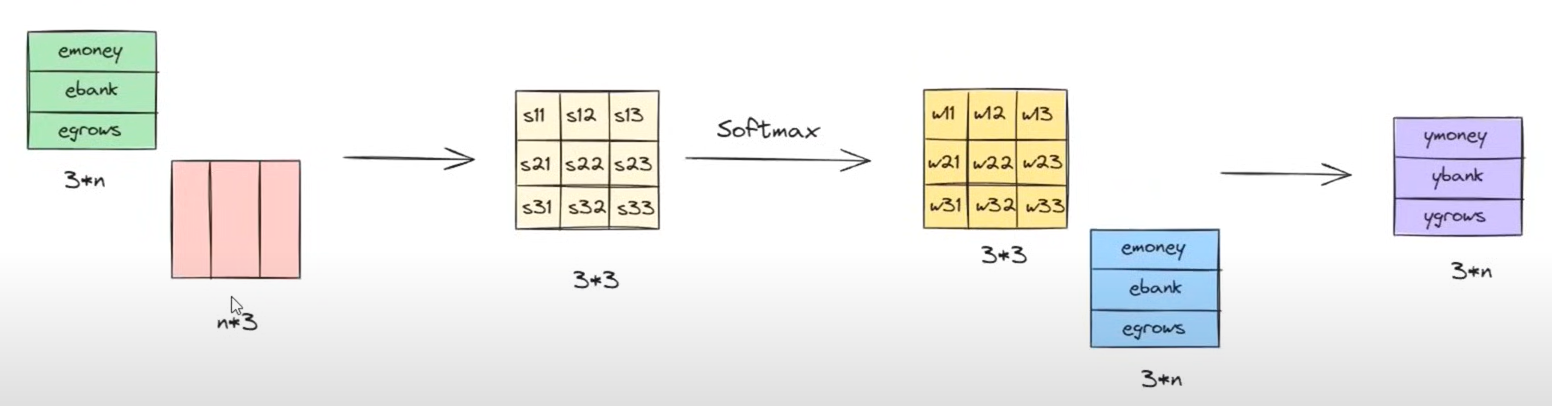 emoney
ebank
egrows
3*n
n*3
s11 s12 s13
s21 s22 s23
s31 s32 s33
3*3
Softmax
w11 w12 w13
w21 w22 w23
w31 w32 w33
3*3
emoney
ebank
egrows
3*n
ymoney
ybank
ygrows
3*n